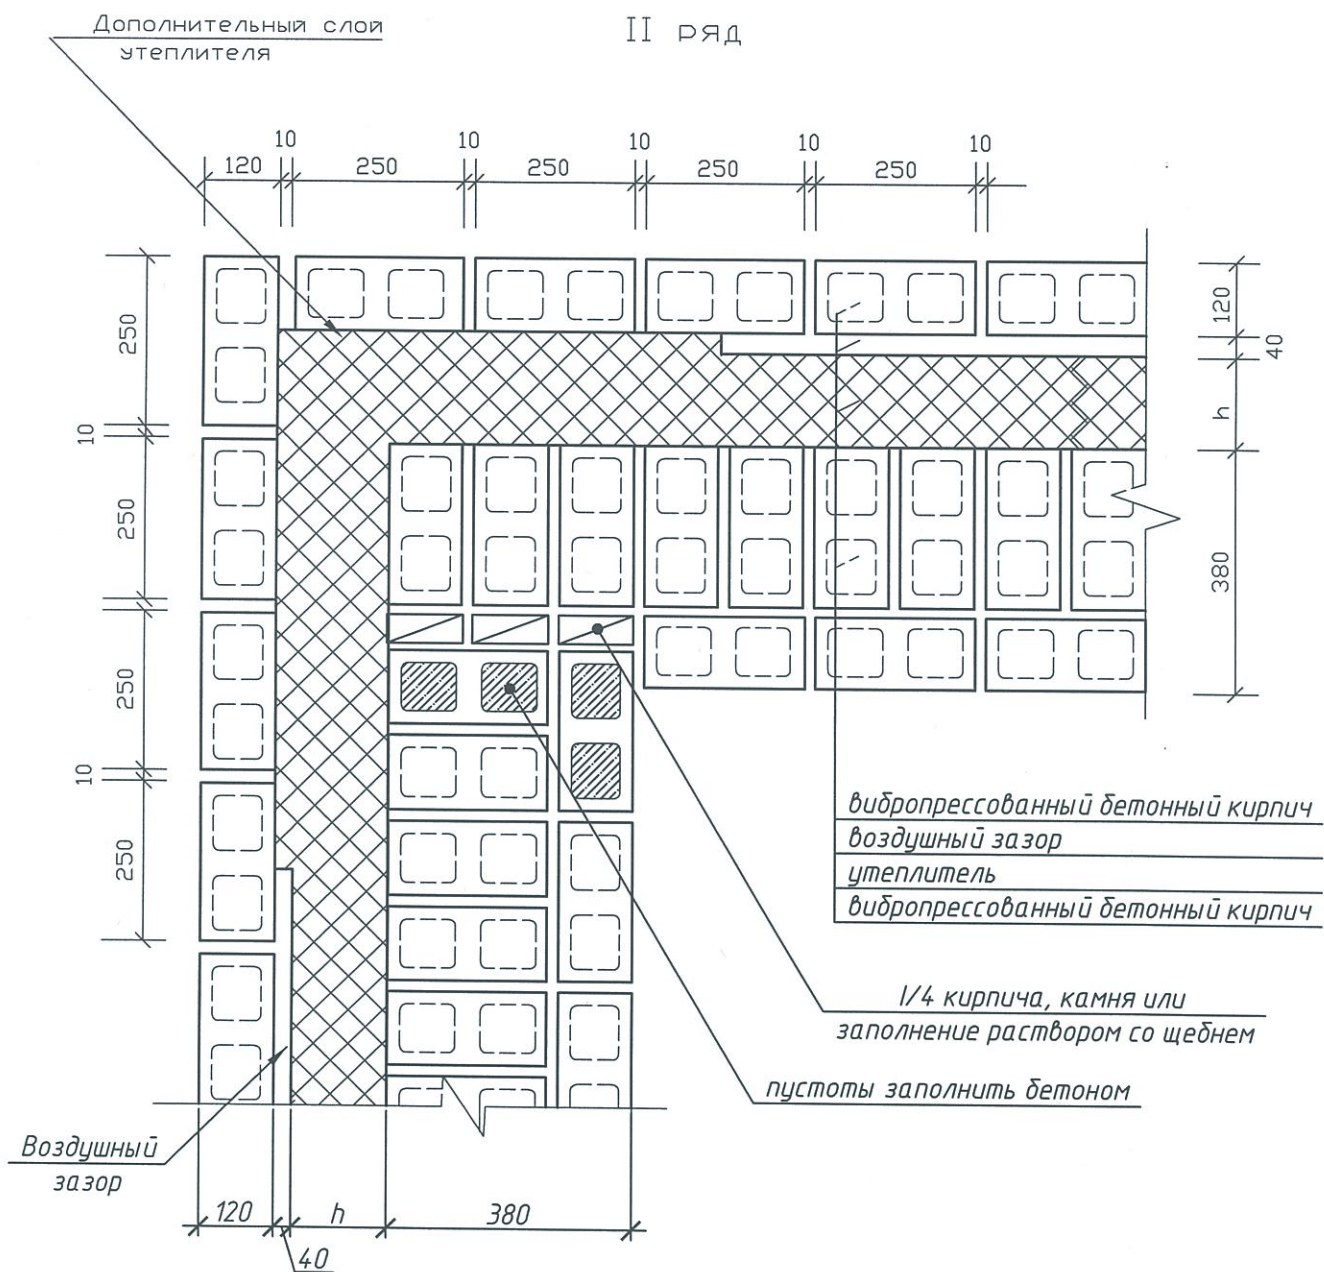 Дополнительный слой
утеплителя
II ряд
10 10 10 10 10
120 250 250 250 250
250
10
250
10
250
10
250
120
40
h
380
вибропрессованный бетонный кирпич
воздушный зазор
утеплитель
вибропрессованный бетонный кирпич
1/4 кирпича, камня или
заполнение раствором со щебнем
пустоты заполнить бетоном
Воздушный
зазор
120 h 380
40